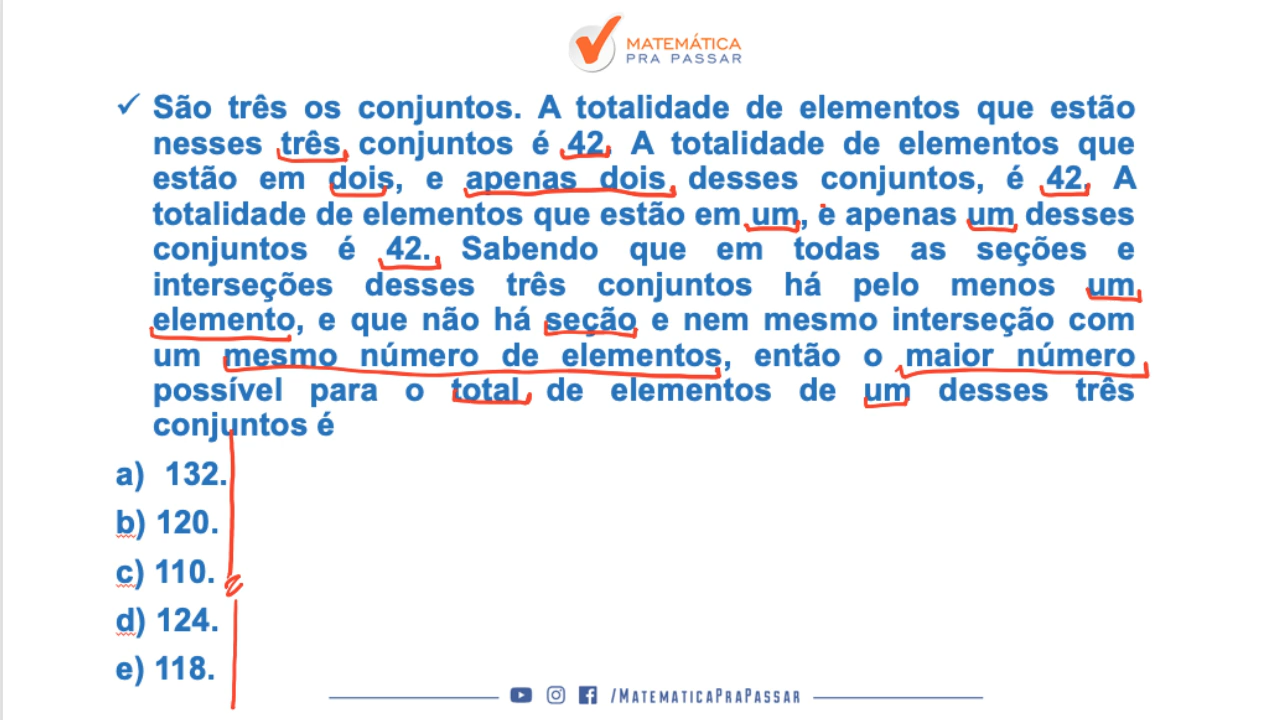 MATEMÁTICA
PRA PASSAR
✓ São três os conjuntos. A totalidade de elementos que estão
nesses três conjuntos é 42. A totalidade de elementos que
estão em dois, e apenas dois, desses conjuntos, é 42. A
totalidade de elementos que estão em um, e apenas um desses
conjuntos é 42. Sabendo que em todas as seções e
interseções desses três conjuntos há pelo menos um
elemento, e que não há seção e nem mesmo interseção com
um mesmo número de elementos, então o maior número
possível para o total de elementos de um desses três
conjuntos é
a) 132.
b) 120.
c) 110.
d) 124.
e) 118.
/MATEMATICAPRAPASSAR